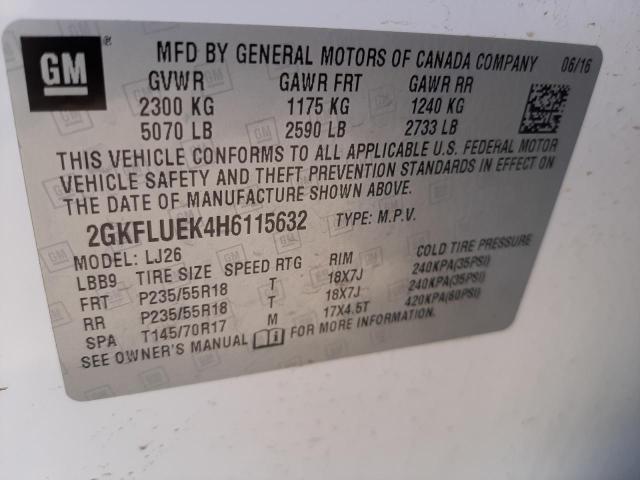 GM
MFD BY GENERAL MOTORS OF CANADA COMPANY 06/16
GVWR GAWR FRT GAWR RR
2300 KG 1175 KG 1240 KG
5070 LB 2590 LB 2733 LB
THIS VEHICLE CONFORMS TO ALL APPLICABLE U.S. FEDERAL MOTOR
VEHICLE SAFETY AND THEFT PREVENTION STANDARDS IN EFFECT ON
THE DATE OF MANUFACTURE SHOWN ABOVE.
2GKFLUEK4H6115632 TYPE: M.P.V.
MODEL: LJ26
LBB9 TIRE SIZE SPEED RTG RIM COLD TIRE PRESSURE
FRT P235/55R18 T 18X7J 240KPA(35PSI)
RR P235/55R18 T 18X7J 240KPA(35PSI)
SPA T145/70R17 M 17X4.5T 420KPA(60PSI)
SEE OWNER'S MANUAL FOR MORE INFORMATION.